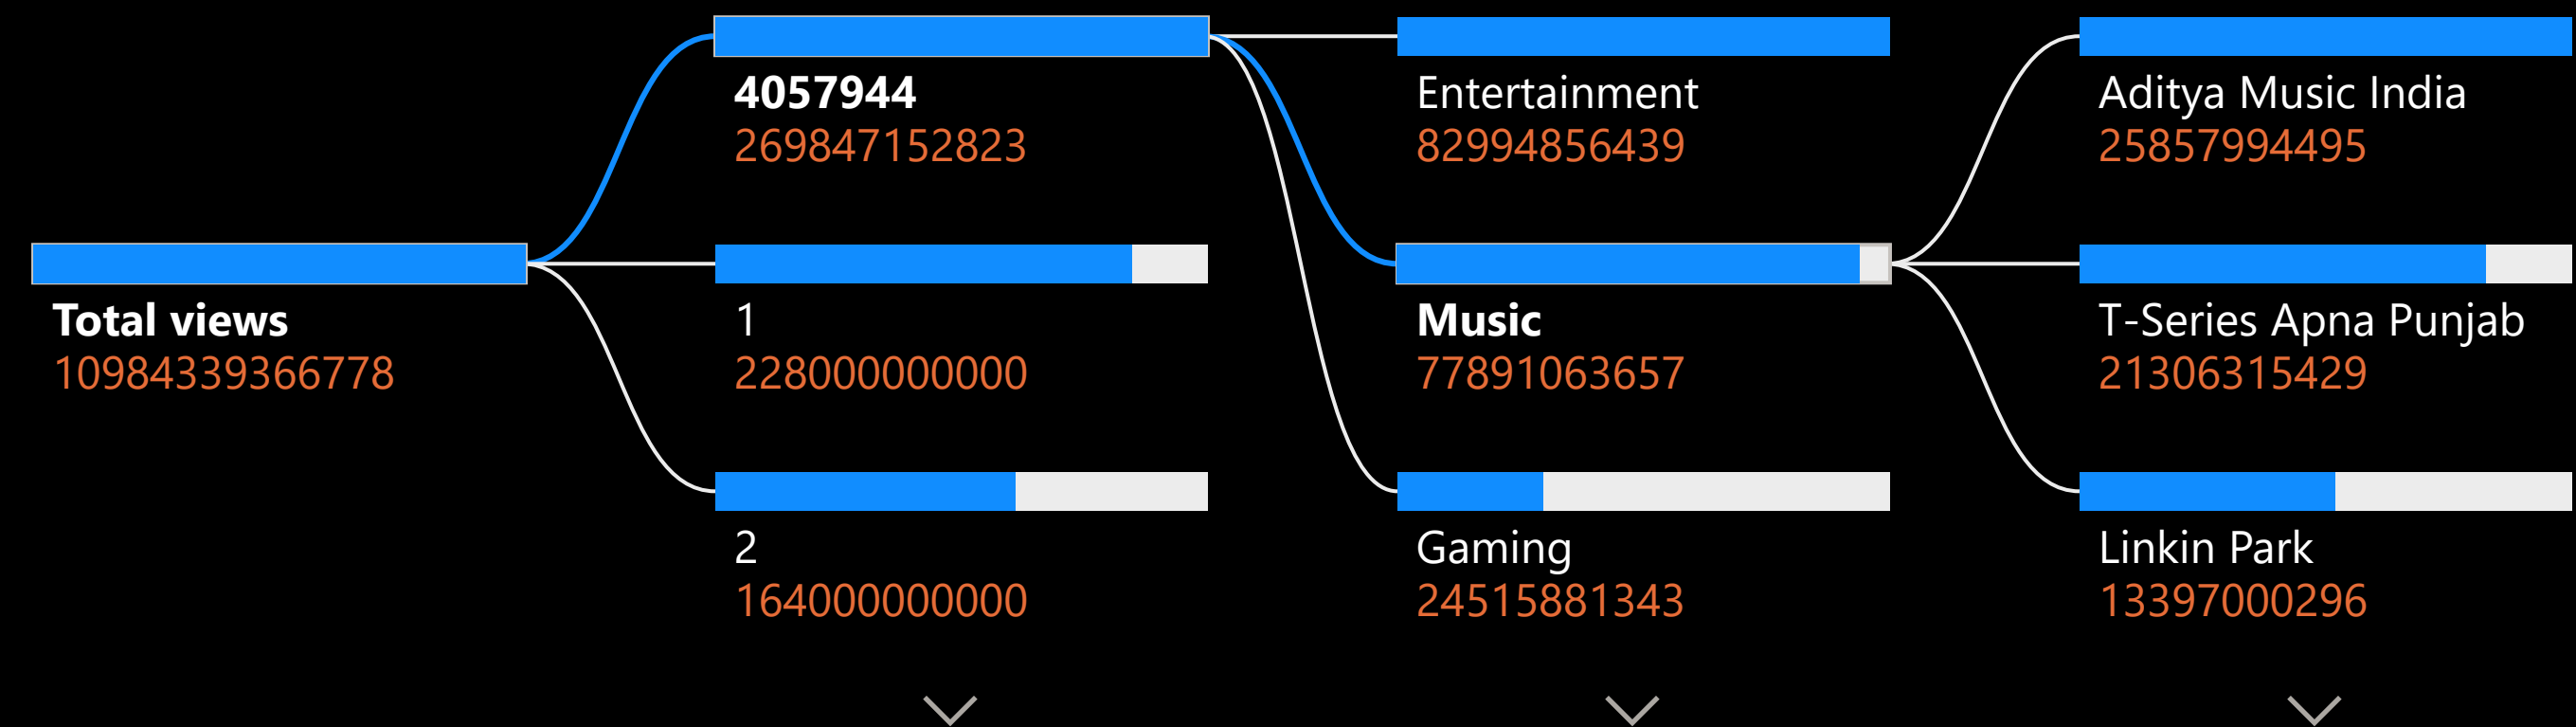 Total views
10984339366778
4057944
269847152823
1
228000000000
2
164000000000
Entertainment
82994856439
Music
77891063657
Gaming
24515881343
Aditya Music India
25857994495
T-Series Apna Punjab
21306315429
Linkin Park
13397000296